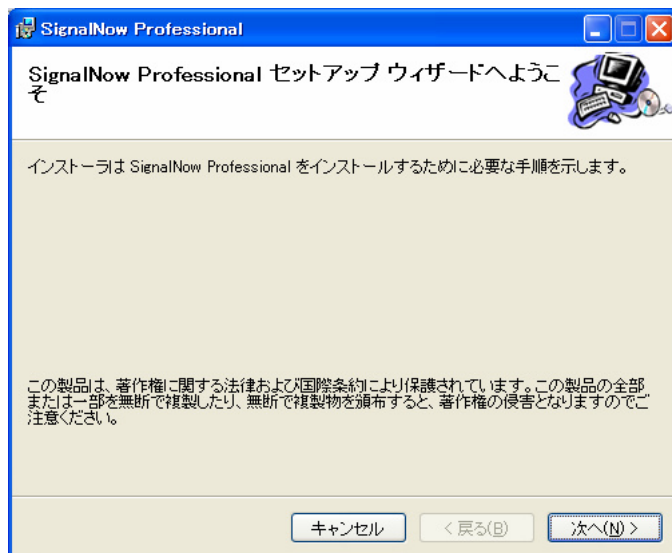 SignalNow Professional
SignalNow Professional セットアップ ウィザードへようこ
そ
インストーラは SignalNow Professional をインストールするために必要な手順を示します。
この製品は、著作権に関する法律および国際条約により保護されています。この製品の全部
または一部を無断で複製したり、無断で複製物を頒布すると、著作権の侵害となりますのでご
注意ください。
キャンセル
< 戻る(B)
次へ(N) >